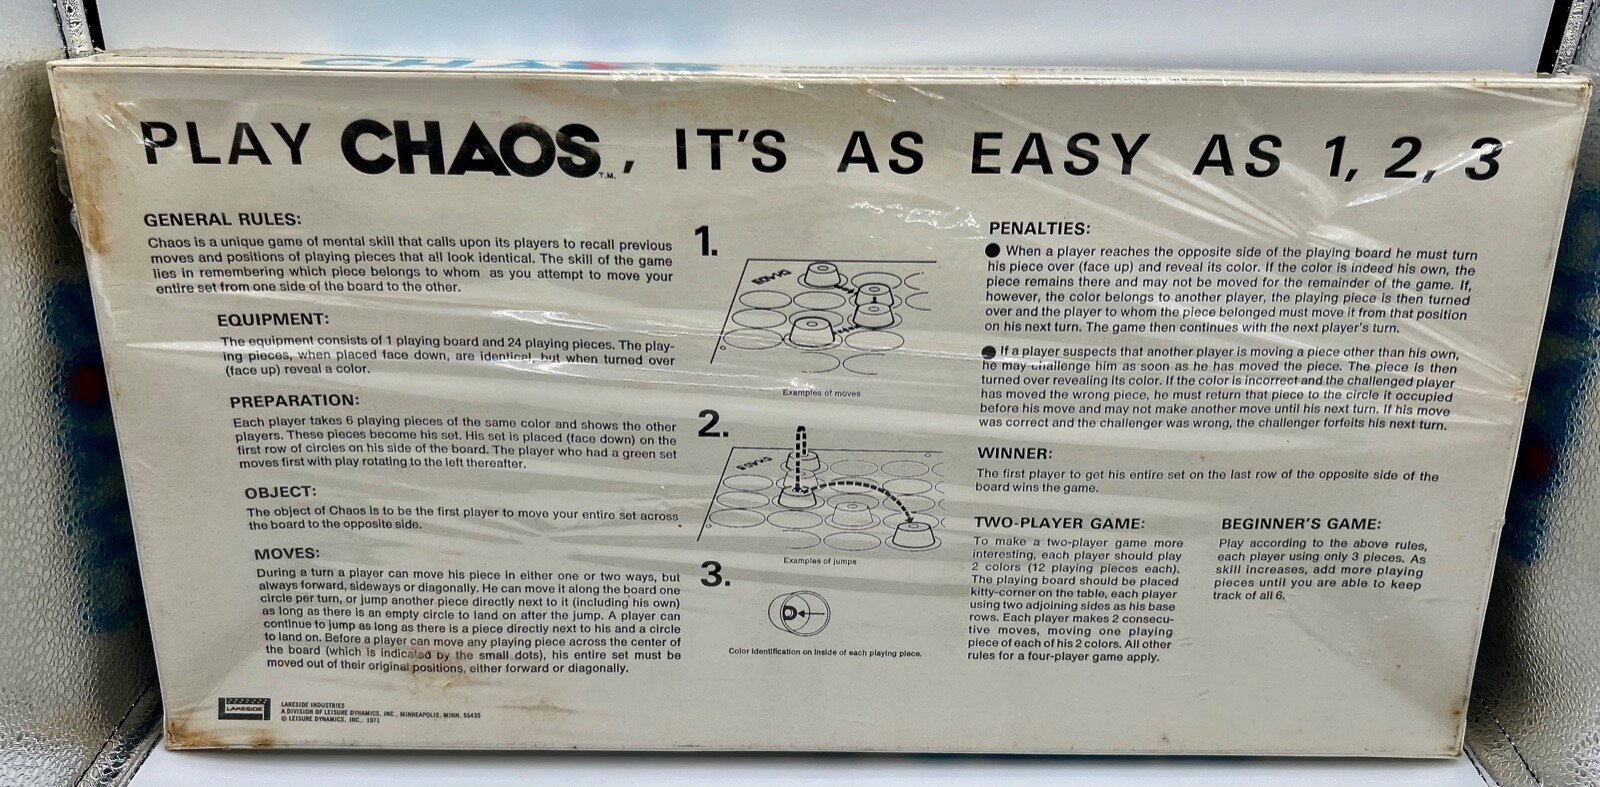 PLAY CHAOS T.M., IT'S AS EASY AS 1, 2, 3
GENERAL RULES:
Chaos is a unique game of mental skill that calls upon its players to recall previous
moves and positions of playing pieces that all look identical. The skill of the game
lies in remembering which piece belongs to whom as you attempt to move your
entire set from one side of the board to the other.
EQUIPMENT:
The equipment consists of 1 playing board and 24 playing pieces. The play-
ing pieces, when placed face down, are identical, but when turned over
(face up) reveal a color.
PREPARATION:
Each player takes 6 playing pieces of the same color and shows the other
players. These pieces become his set. His set is placed (face down) on the
first row of circles on his side of the board. The player who had a green set
moves first with play rotating to the left thereafter.
OBJECT:
The object of Chaos is to be the first player to move your entire set across
the board to the opposite side.
MOVES:
During a turn a player can move his piece in either one or two ways, but
always forward, sideways or diagonally. He can move it along the board one
circle per turn, or jump another piece directly next to it (including his own)
as long as there is an empty circle to land on after the jump. A player can
continue to jump as long as there is a piece directly next to his and a circle
to land on. Before a player can move any playing piece across the center of
the board (which is indicated by the small dots), his entire set must be
moved out of their original positions, either forward or diagonally.
LAKESIDE
LAKESIDE INDUSTRIES
A DIVISION OF LEISURE DYNAMICS, INC., MINNEAPOLIS, MINN. 55435
© LEISURE DYNAMICS, INC., 1971
1.
CHAOS
Examples of moves
2.
CHAOS
Examples of jumps
3.
Color identification on inside of each playing piece.
PENALTIES:
● When a player reaches the opposite side of the playing board he must turn
his piece over (face up) and reveal its color. If the color is indeed his own, the
piece remains there and may not be moved for the remainder of the game. If,
however, the color belongs to another player, the playing piece is then turned
over and the player to whom the piece belonged must move it from that position
on his next turn. The game then continues with the next player's turn.
● If a player suspects that another player is moving a piece other than his own,
he may challenge him as soon as he has moved the piece. The piece is then
turned over revealing its color. If the color is incorrect and the challenged player
has moved the wrong piece, he must return that piece to the circle it occupied
before his move and may not make another move until his next turn. If his move
was correct and the challenger was wrong, the challenger forfeits his next turn.
WINNER:
The first player to get his entire set on the last row of the opposite side of the
board wins the game.
TWO-PLAYER GAME:
To make a two-player game more
interesting, each player should play
2 colors (12 playing pieces each).
The playing board should be placed
kitty-corner on the table, each player
using two adjoining sides as his base
rows. Each player makes 2 consecu-
tive moves, moving one playing
piece of each of his 2 colors. All other
rules for a four-player game apply.
BEGINNER'S GAME:
Play according to the above rules,
each player using only 3 pieces. As
skill increases, add more playing
pieces until you are able to keep
track of all 6.